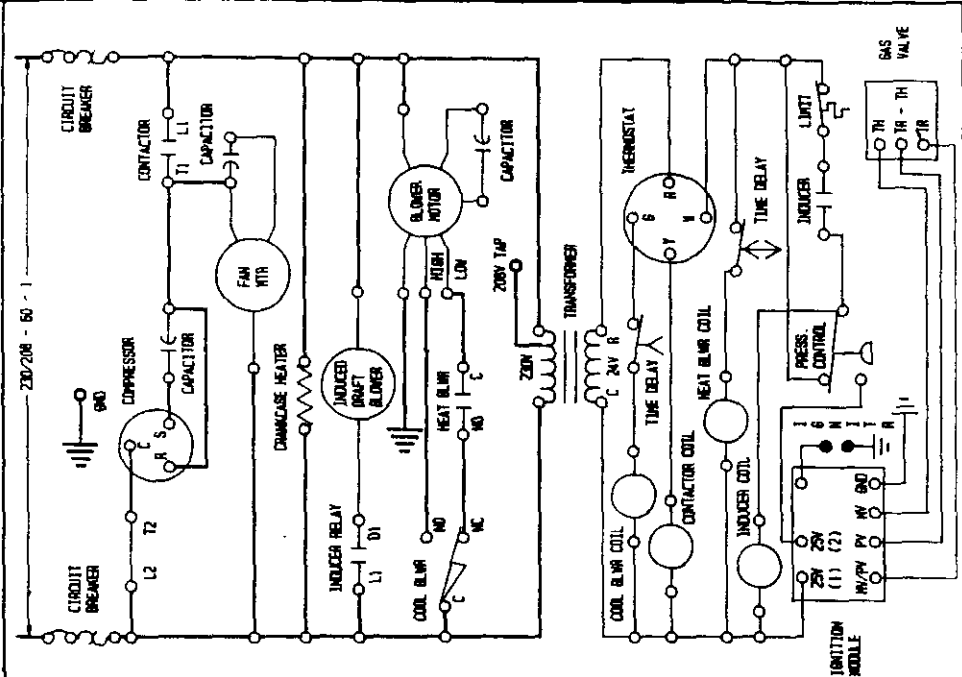 230/208 - 60 - 1
CIRCUIT
BREAKER
CIRCUIT
BREAKER
GND
L2
T2
COMPRESSOR
C
R
S
CAPACITOR
CONTACTOR
T1
L1
CAPACITOR
FAN
MTR
CRANKCASE HEATER
INDUCER RELAY
L1
D1
INDUCED
DRAFT
BLOWER
COOL BLWR
C
NO
NC
HEAT BLWR
NO
C
HIGH
LOW
BLOWER
MOTOR
CAPACITOR
208V TAP
230V
TRANSFORMER
C
24V
R
COOL BLWR COIL
TIME DELAY
THERMOSTAT
G
Y
R
W
CONTACTOR COIL
HEAT BLWR COIL
TIME DELAY
INDUCER COIL
PRESS.
CONTROL
INDUCER
LIMIT
IGNITION
MODULE
25V
(1)
25V
(2)
MV/PV
PV
MV
GND
IGNITR
GAS
VALVE
TH
TR - TH
TR